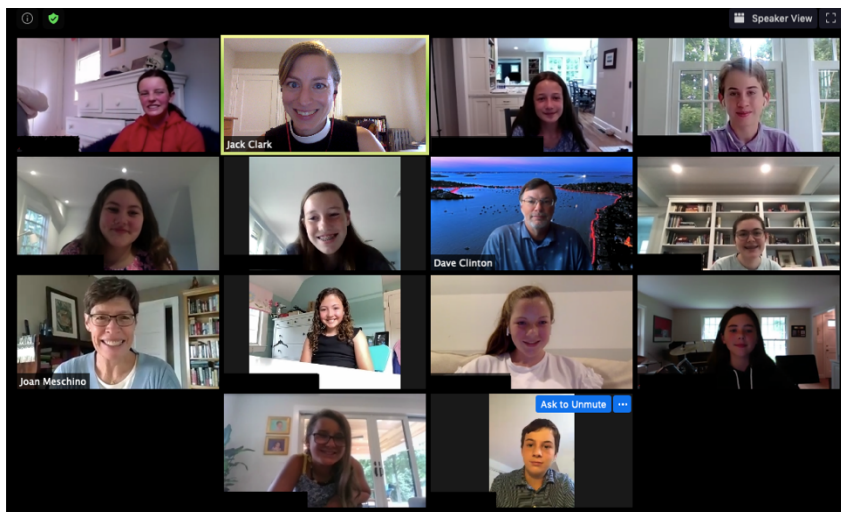 Speaker View
Jack Clark
Dave Clinton
Joan Meschino
Ask to Unmute